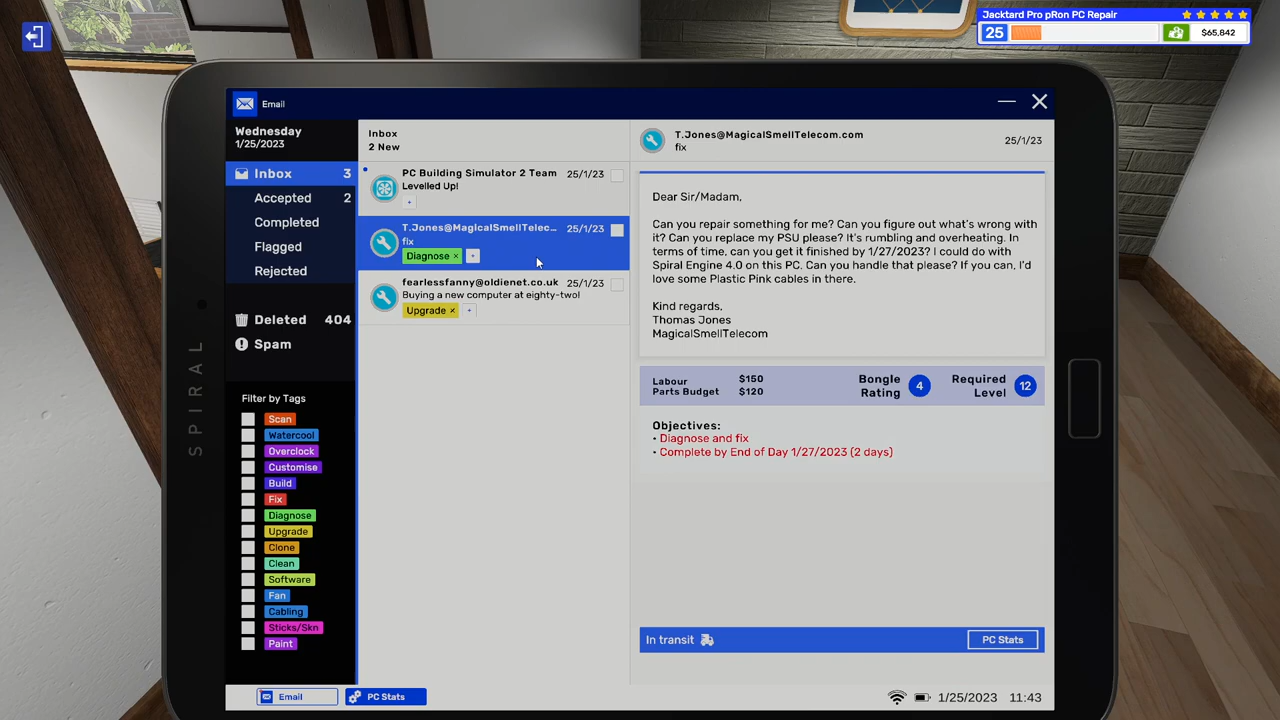 Jacktard Pro pRon PC Repair
25
$65,842
Email
Wednesday
1/25/2023
Inbox 3
Accepted 2
Completed
Flagged
Rejected
Deleted 404
Spam
SPIRAL
Filter by Tags
Scan
Watercool
Overclock
Customise
Build
Fix
Diagnose
Upgrade
Clone
Clean
Software
Fan
Cabling
Sticks/Skn
Paint
Inbox
2 New
PC Building Simulator 2 Team 25/1/23
Levelled Up!
+
T.Jones@MagicalSmellTelec... 25/1/23
fix
Diagnose × +
fearlessfanny@oldienet.co.uk 25/1/23
Buying a new computer at eighty-two!
Upgrade × +
T.Jones@MagicalSmellTelecom.com 25/1/23
fix
Dear Sir/Madam,
Can you repair something for me? Can you figure out what's wrong with
it? Can you replace my PSU please? It's rumbling and overheating. In
terms of time, can you get it finished by 1/27/2023? I could do with
Spiral Engine 4.0 on this PC. Can you handle that please? If you can, I'd
love some Plastic Pink cables in there.
Kind regards,
Thomas Jones
MagicalSmellTelecom
Labour $150
Parts Budget $120
Bongle Rating 4
Required Level 12
Objectives:
• Diagnose and fix
• Complete by End of Day 1/27/2023 (2 days)
In transit
PC Stats
Email
PC Stats
1/25/2023 11:43